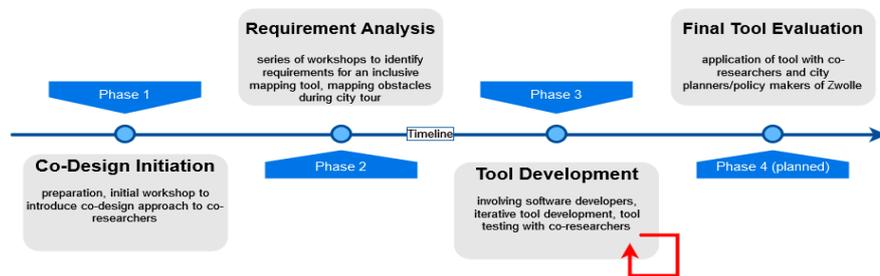 Requirement Analysis
series of workshops to identify
requirements for an inclusive
mapping tool, mapping obstacles
during city tour
Final Tool Evaluation
application of tool with co-
researchers and city
planners/policy makers of Zwolle
Phase 1
Phase 3
Timeline
Co-Design Initiation
preparation, initial workshop to
introduce co-design approach to co-
researchers
Phase 2
Tool Development
involving software developers,
iterative tool development, tool
testing with co-researchers
Phase 4 (planned)